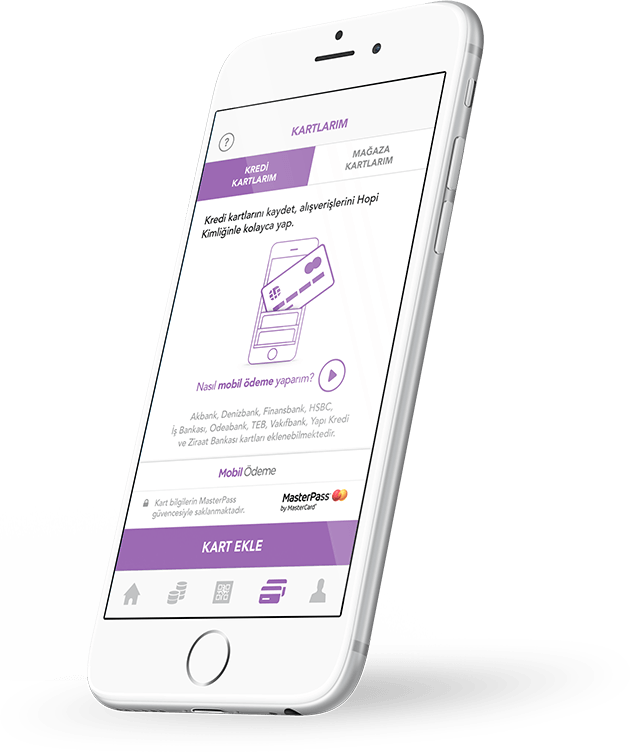 ?
KARTLARIM
KREDİ
KARTLARIM
MAĞAZA
KARTLARIM
Kredi kartlarını kaydet, alışverişlerini Hopi
Kimliğinle kolayca yap.
Nasıl mobil ödeme yaparım?
Akbank, Denizbank, Finansbank, HSBC,
İş Bankası, Odeabank, TEB, Vakıfbank, Yapı Kredi
ve Ziraat Bankası kartları eklenebilmektedir.
Mobil Ödeme
Kart bilgilerin MasterPass
güvencesiyle saklanmaktadır.
MasterPass
by MasterCard
KART EKLE